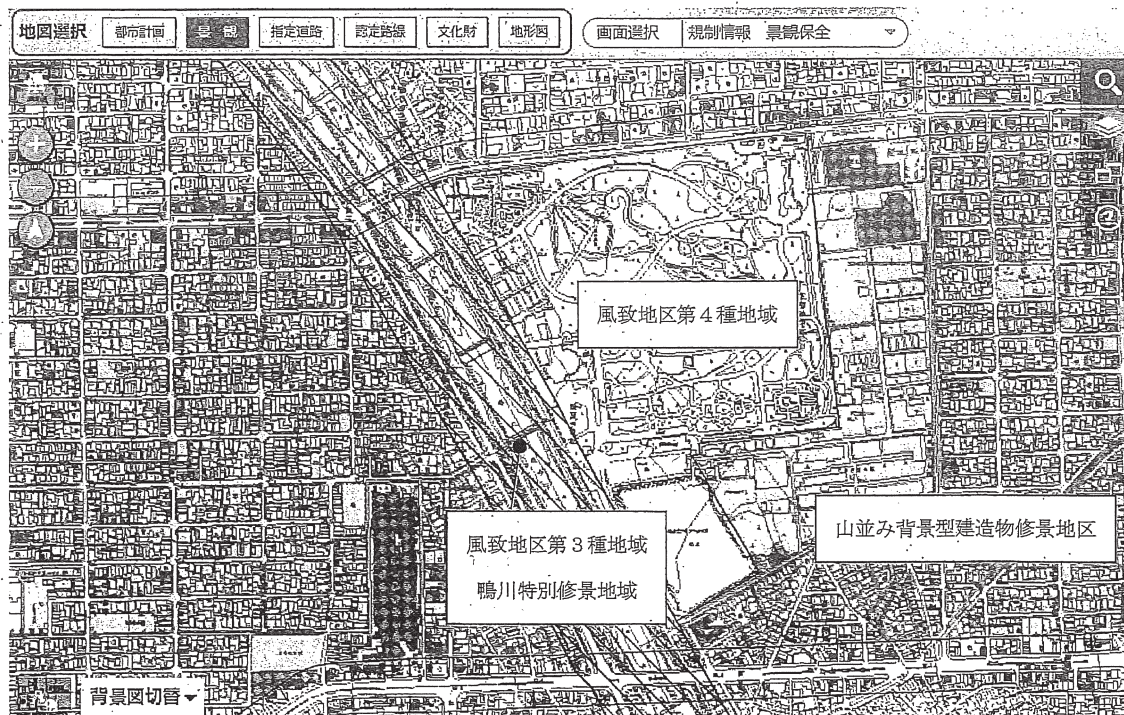 地図選択 都市計画 景観 指定道路 認定路線 文化財 地形図 画面選択 規制情報 景観保全
風致地区第4種地域
山並み背景型建造物修景地区
風致地区第3種地域
鴨川特別修景地域
背景図切替